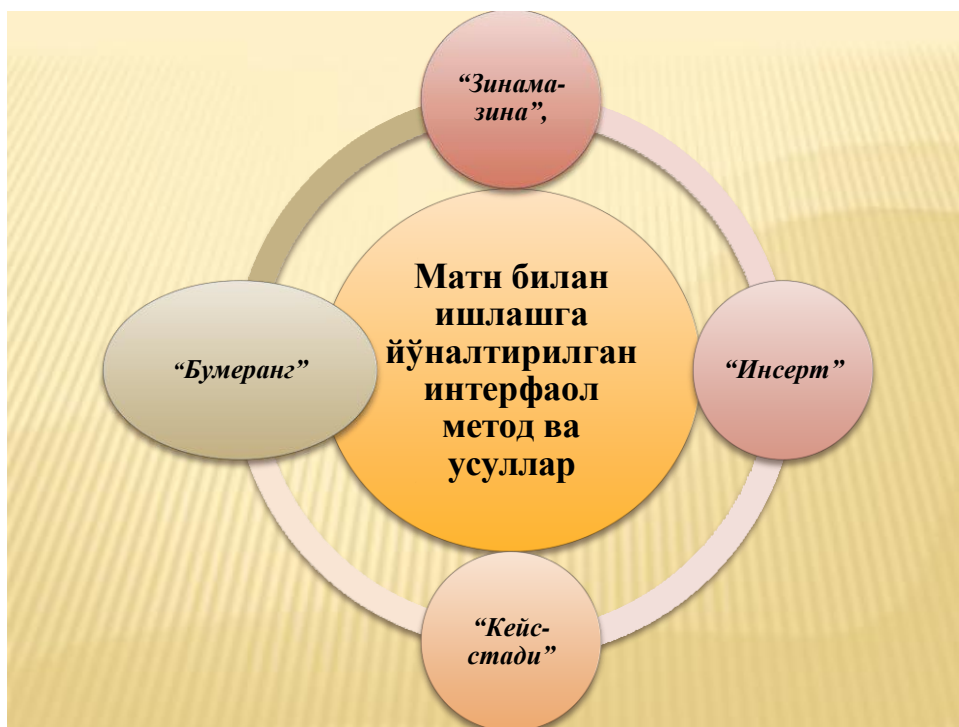 “Зинама-
зина”,
Матн билан
ишлашга
йўналтирилган
интерфаол
метод ва
усуллар
“Бумеранг”
“Инсерт”
“Кейс-
стади”